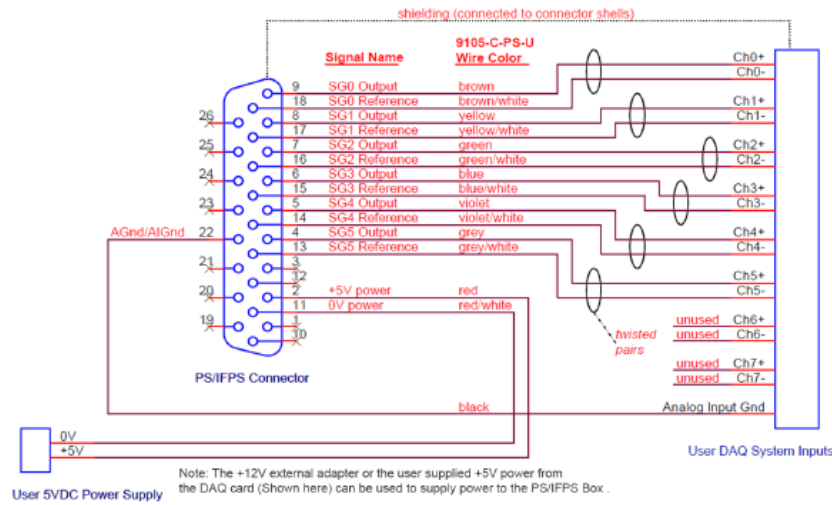 shielding (connected to connector shells)
Signal Name
9105-C-PS-U
Wire Color
9 SG0 Output brown
18 SG0 Reference brown/white
8 SG1 Output yellow
17 SG1 Reference yellow/white
7 SG2 Output green
16 SG2 Reference green/white
6 SG3 Output blue
15 SG3 Reference blue/white
5 SG4 Output violet
14 SG4 Reference violet/white
4 SG5 Output grey
13 SG5 Reference grey/white
3
12
2 +5V power red
11 0V power red/white
1
10
26
25
24
23
AGnd/AIGnd 22
21
20
19
PS/IFPS Connector
Ch0+
Ch0-
Ch1+
Ch1-
Ch2+
Ch2-
Ch3+
Ch3-
Ch4+
Ch4-
Ch5+
Ch5-
unused Ch6+
unused Ch6-
unused Ch7+
unused Ch7-
twisted
pairs
black Analog Input Gnd
User DAQ System Inputs
0V
+5V
User 5VDC Power Supply
Note: The +12V external adapter or the user supplied +5V power from
the DAQ card (Shown here) can be used to supply power to the PS/IFPS Box .